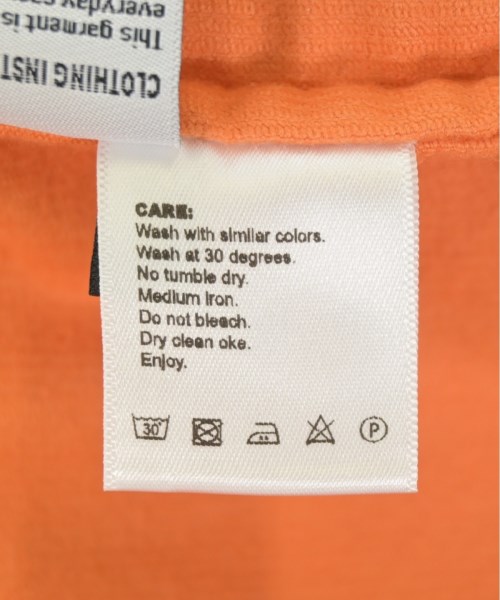 CLOTHING INST
This garment is
everyday
CARE:
Wash with similar colors.
Wash at 30 degrees.
No tumble dry.
Medium iron.
Do not bleach.
Dry clean oke.
Enjoy.
30°
P